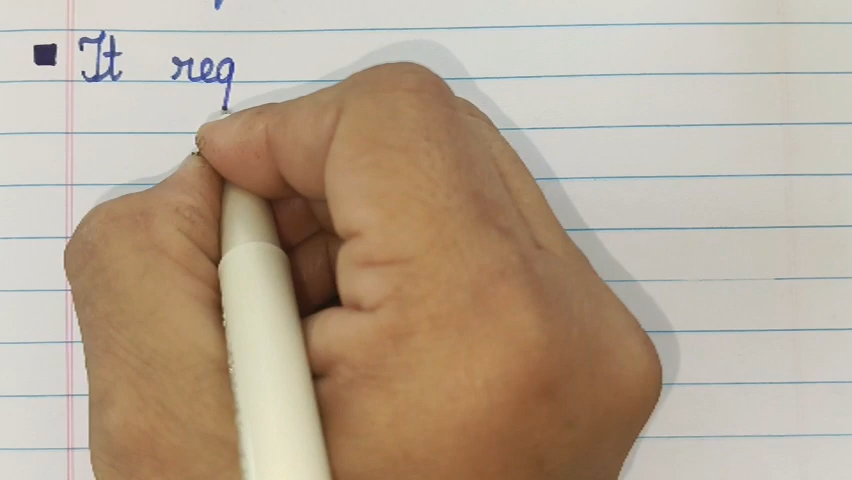 ▪ It req